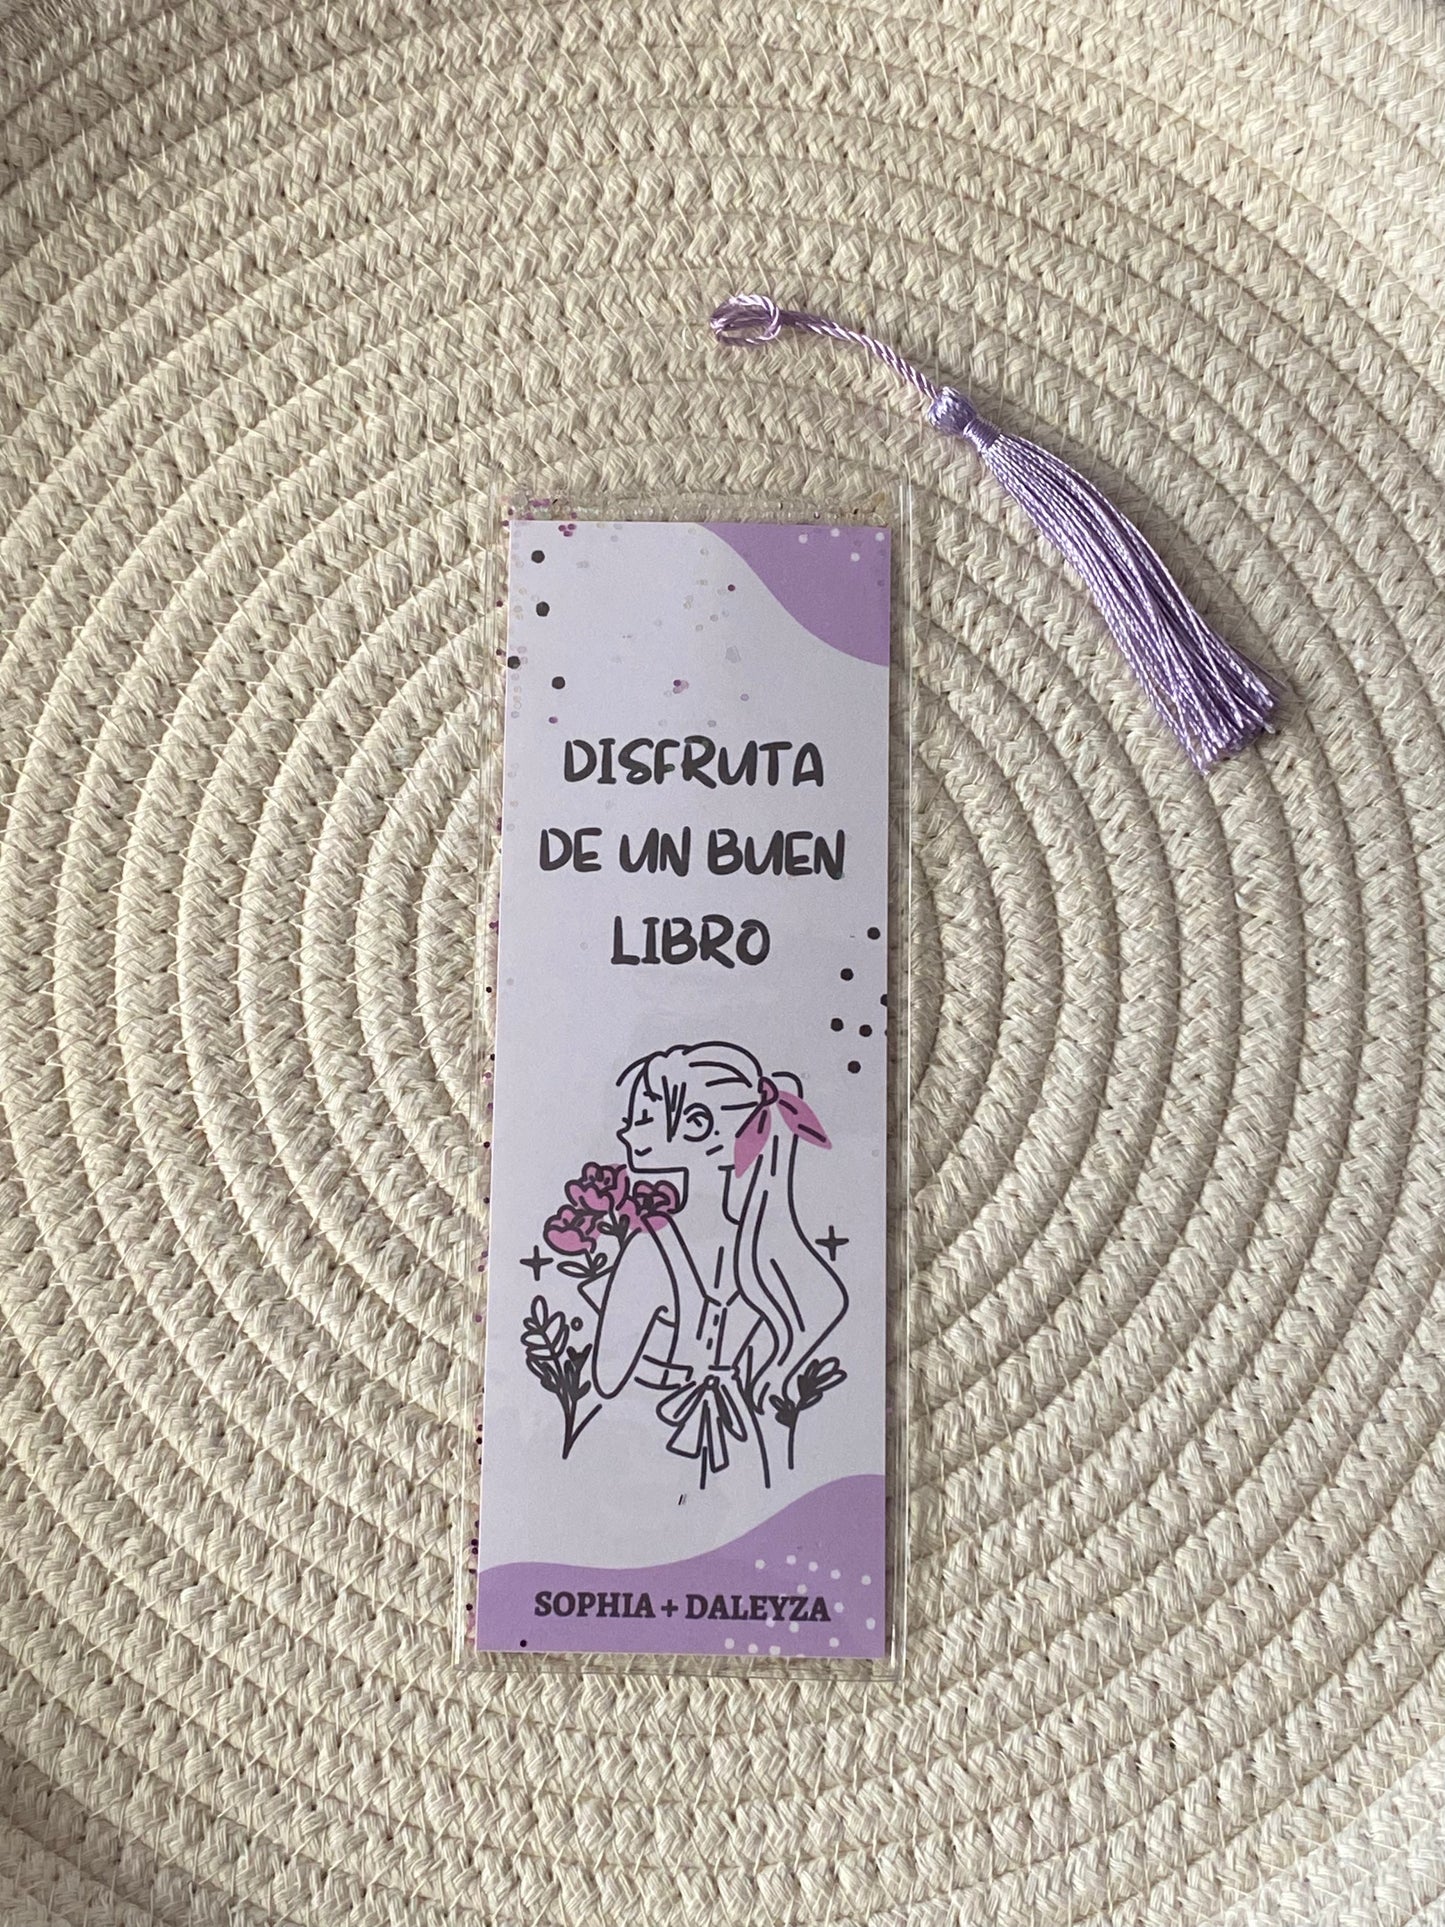 DISFRUTA
DE UN BUEN
LIBRO
SOPHIA + DALEYZA